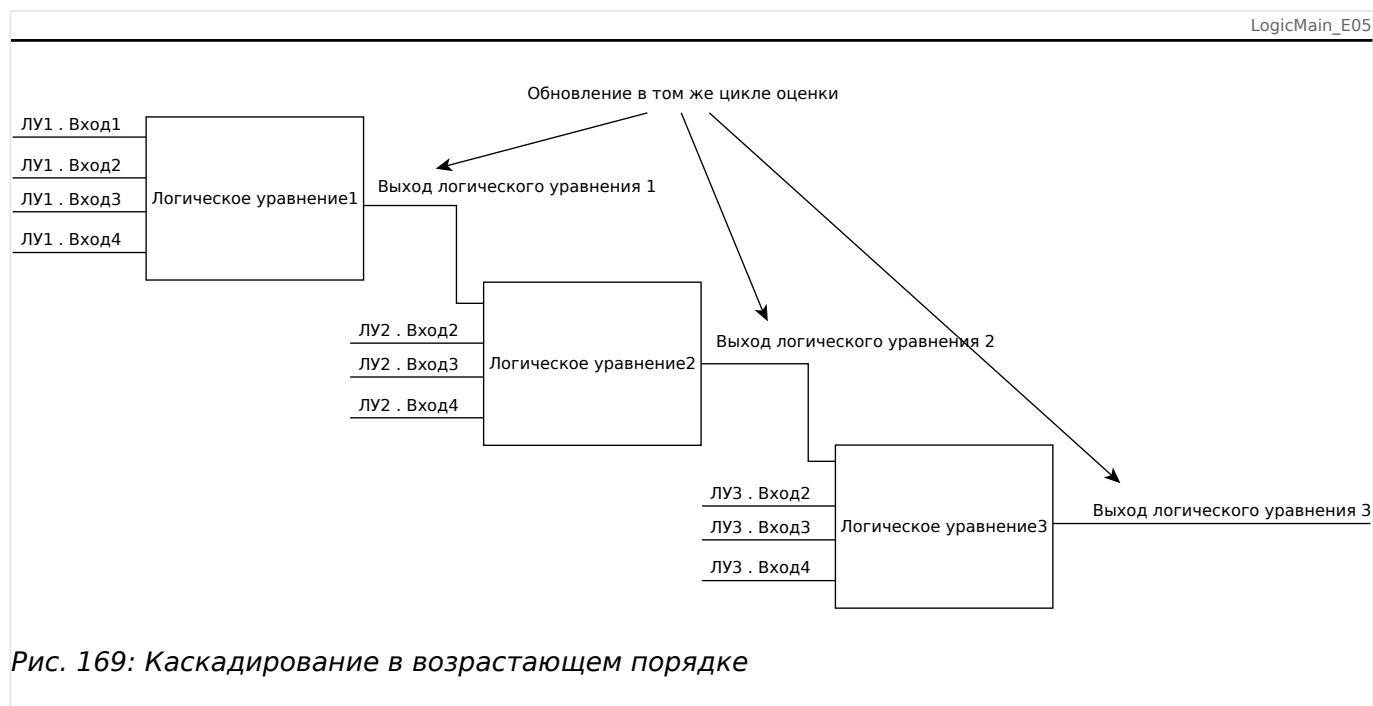 LogicMain_E05
Обновление в том же цикле оценки
ЛУ1 . Вход1
ЛУ1 . Вход2
ЛУ1 . Вход3
ЛУ1 . Вход4
Логическое уравнение1
Выход логического уравнения 1
ЛУ2 . Вход2
ЛУ2 . Вход3
ЛУ2 . Вход4
Логическое уравнение2
Выход логического уравнения 2
ЛУ3 . Вход2
ЛУ3 . Вход3
ЛУ3 . Вход4
Логическое уравнение3
Выход логического уравнения 3
Рис. 169: Каскадирование в возрастающем порядке